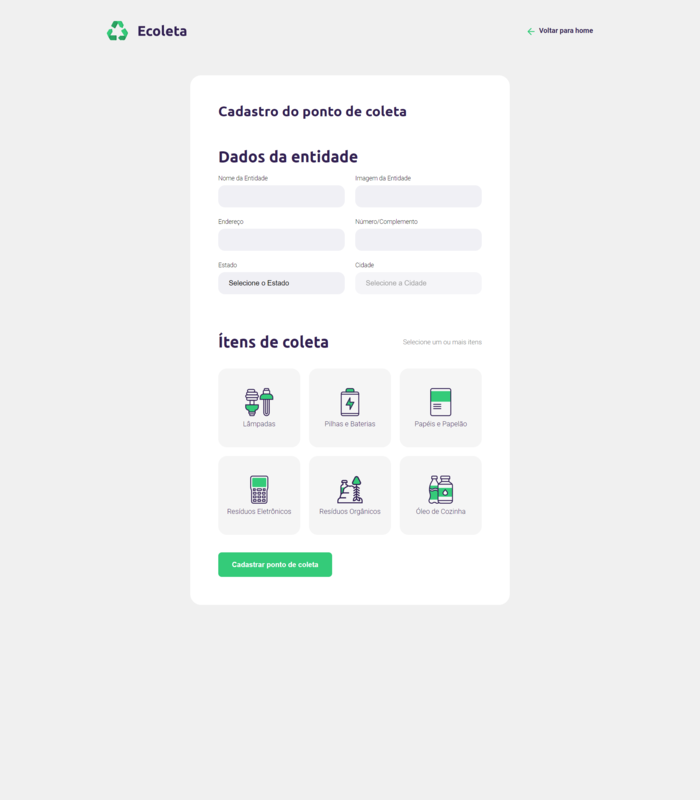 Ecoleta
Voltar para home
Cadastro do ponto de coleta
Dados da entidade
Nome da Entidade
Imagem da Entidade
Endereço
Número/Complemento
Estado
Cidade
Selecione o Estado
Selecione a Cidade
Ítens de coleta
Selecione um ou mais itens
Lâmpadas
Pilhas e Baterias
Papéis e Papelão
Resíduos Eletrônicos
Resíduos Orgânicos
Óleo de Cozinha
Cadastrar ponto de coleta